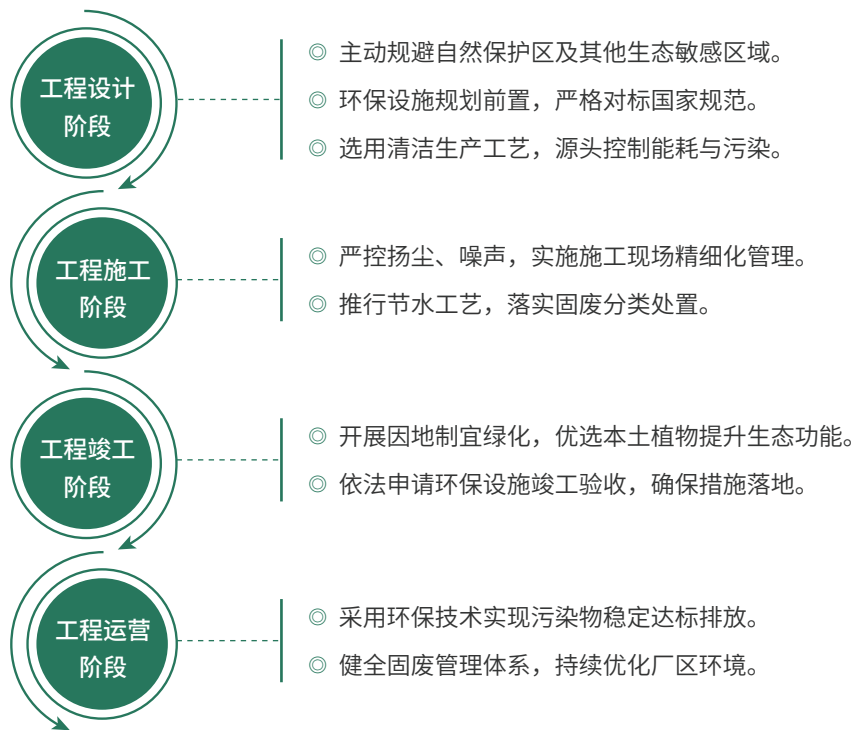 工程设计
阶段
◎ 主动规避自然保护区及其他生态敏感区域。
◎ 环保设施规划前置，严格对标国家规范。
◎ 选用清洁生产工艺，源头控制能耗与污染。
工程施工
阶段
◎ 严控扬尘、噪声，实施施工现场精细化管理。
◎ 推行节水工艺，落实固废分类处置。
工程竣工
阶段
◎ 开展因地制宜绿化，优选本土植物提升生态功能。
◎ 依法申请环保设施竣工验收，确保措施落地。
工程运营
阶段
◎ 采用环保技术实现污染物稳定达标排放。
◎ 健全固废管理体系，持续优化厂区环境。